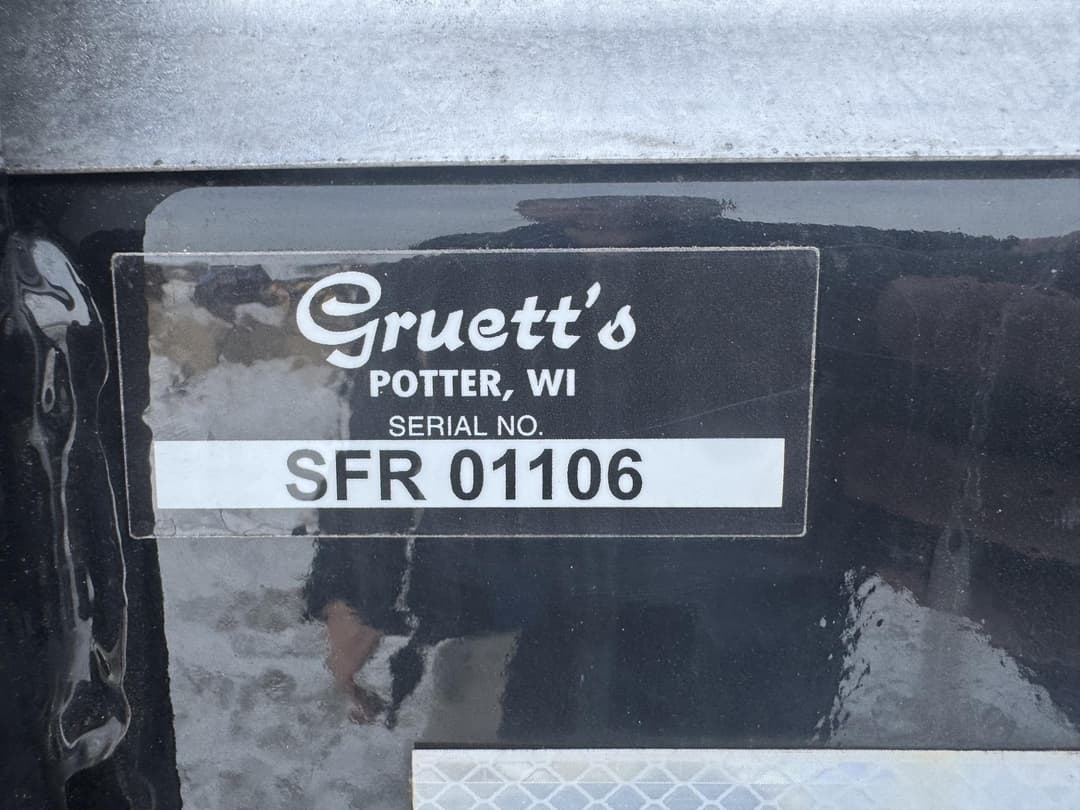 Gruett's
POTTER, WI
SERIAL NO.
SFR 01106